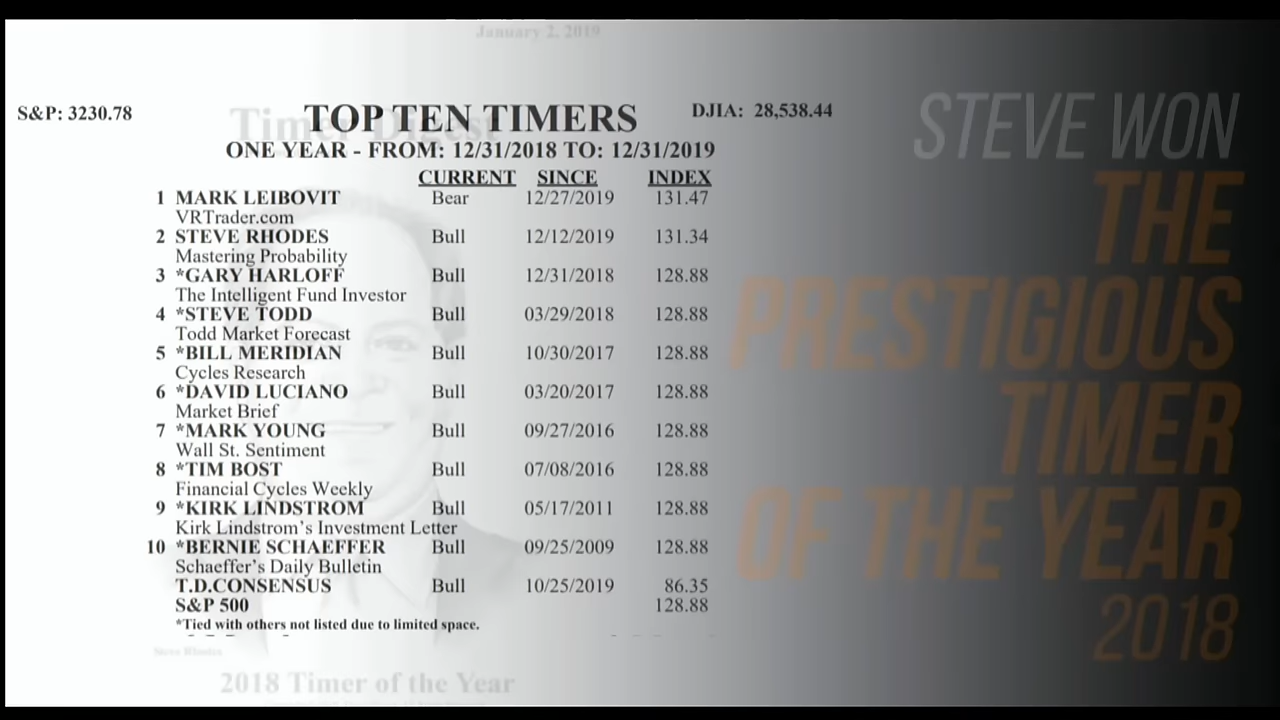 January 2, 2019
S&P: 3230.78
Timer Digest
TOP TEN TIMERS
DJIA: 28,538.44
ONE YEAR - FROM: 12/31/2018 TO: 12/31/2019
CURRENT SINCE INDEX
1 MARK LEIBOVIT Bear 12/27/2019 131.47
VRTrader.com
2 STEVE RHODES Bull 12/12/2019 131.34
Mastering Probability
3 *GARY HARLOFF Bull 12/31/2018 128.88
The Intelligent Fund Investor
4 *STEVE TODD Bull 03/29/2018 128.88
Todd Market Forecast
5 *BILL MERIDIAN Bull 10/30/2017 128.88
Cycles Research
6 *DAVID LUCIANO Bull 03/20/2017 128.88
Market Brief
7 *MARK YOUNG Bull 09/27/2016 128.88
Wall St. Sentiment
8 *TIM BOST Bull 07/08/2016 128.88
Financial Cycles Weekly
9 *KIRK LINDSTROM Bull 05/17/2011 128.88
Kirk Lindstrom's Investment Letter
10 *BERNIE SCHAEFFER Bull 09/25/2009 128.88
Schaeffer's Daily Bulletin
T.D.CONSENSUS Bull 10/25/2019 86.35
S&P 500 128.88
*Tied with others not listed due to limited space.
Steve Rhodes
2018 Timer of the Year
STEVE WON
THE
PRESTIGIOUS
TIMER
OF THE YEAR
2018